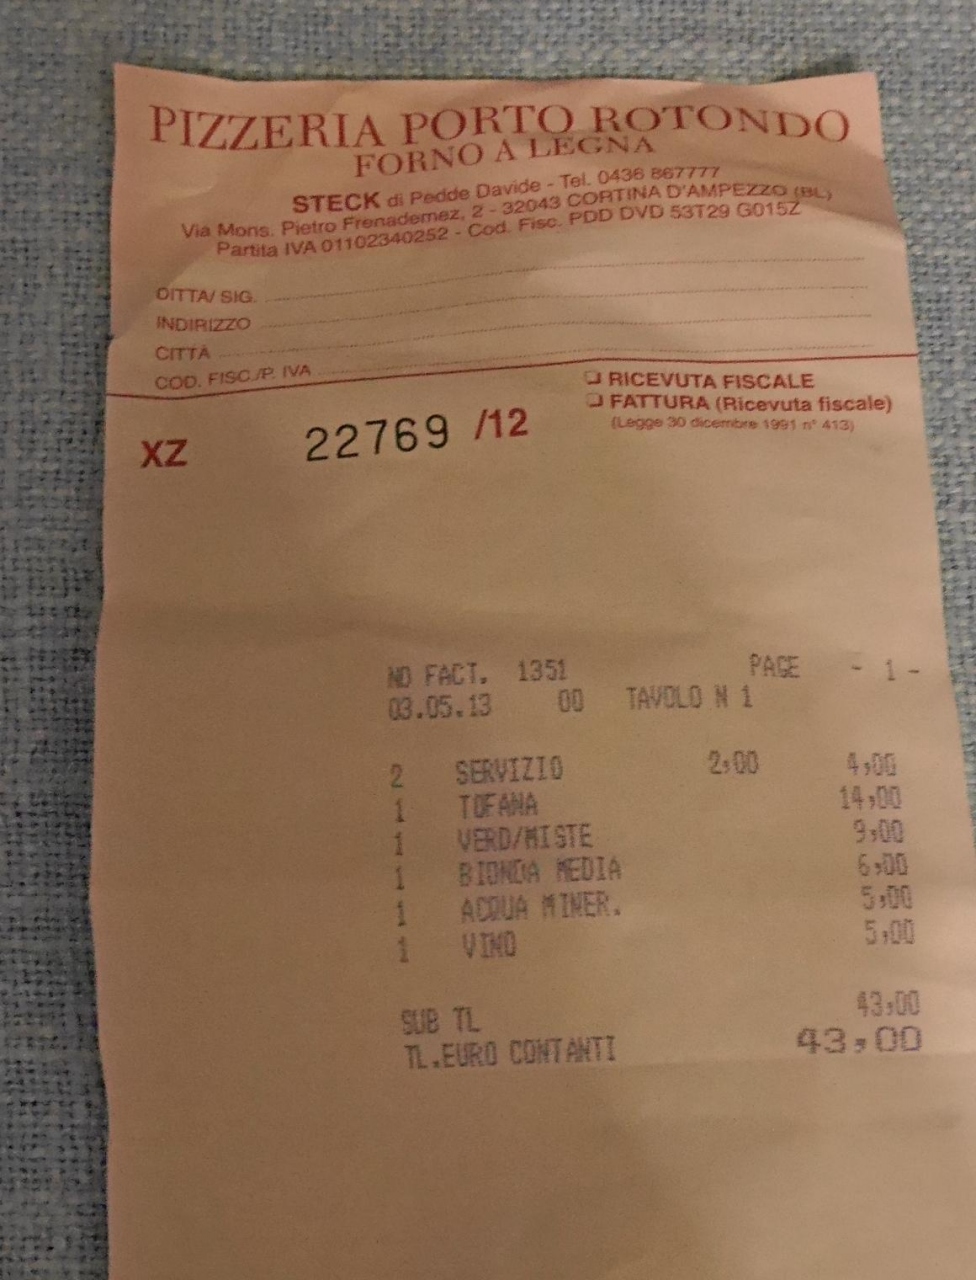 PIZZERIA PORTO ROTONDO
FORNO A LEGNA
STECK di Pedde Davide - Tel. 0436 867777
Via Mons. Pietro Frenademez, 2 - 32043 CORTINA D'AMPEZZO (BL)
Partita IVA 01102340252 - Cod. Fisc. PDD DVD 53T29 G015Z
DITTA/ SIG.
INDIRIZZO
CITTÀ
COD. FISC./P. IVA
❏ RICEVUTA FISCALE
❏ FATTURA (Ricevuta fiscale)
(Legge 30 dicembre 1991 n° 413)
XZ 22769 /12
NO FACT. 1351 PAGE - 1 -
03.05.13 00 TAVOLO N 1
2 SERVIZIO 2,00 4,00
1 TOFANA 14,00
1 VERD/MISTE 9,00
1 BIONDA MEDIA 6,00
1 ACQUA MINER. 5,00
1 VINO 5,00
SUB TL 43,00
TL.EURO CONTANTI 43,00